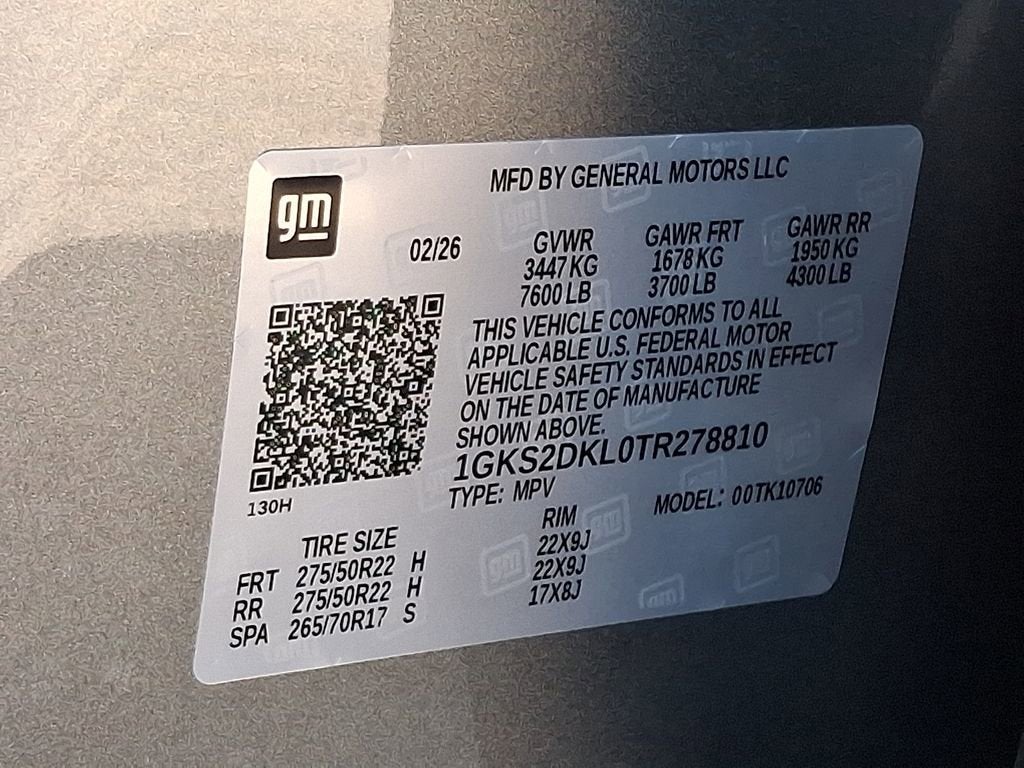 gm
MFD BY GENERAL MOTORS LLC
02/26
GVWR GAWR FRT GAWR RR
3447 KG 1678 KG 1950 KG
7600 LB 3700 LB 4300 LB
THIS VEHICLE CONFORMS TO ALL
APPLICABLE U.S. FEDERAL MOTOR
VEHICLE SAFETY STANDARDS IN EFFECT
ON THE DATE OF MANUFACTURE
SHOWN ABOVE.
1GKS2DKL0TR278810
TYPE: MPV MODEL: 00TK10706
130H
TIRE SIZE RIM
FRT 275/50R22 H 22X9J
RR 275/50R22 H 22X9J
SPA 265/70R17 S 17X8J